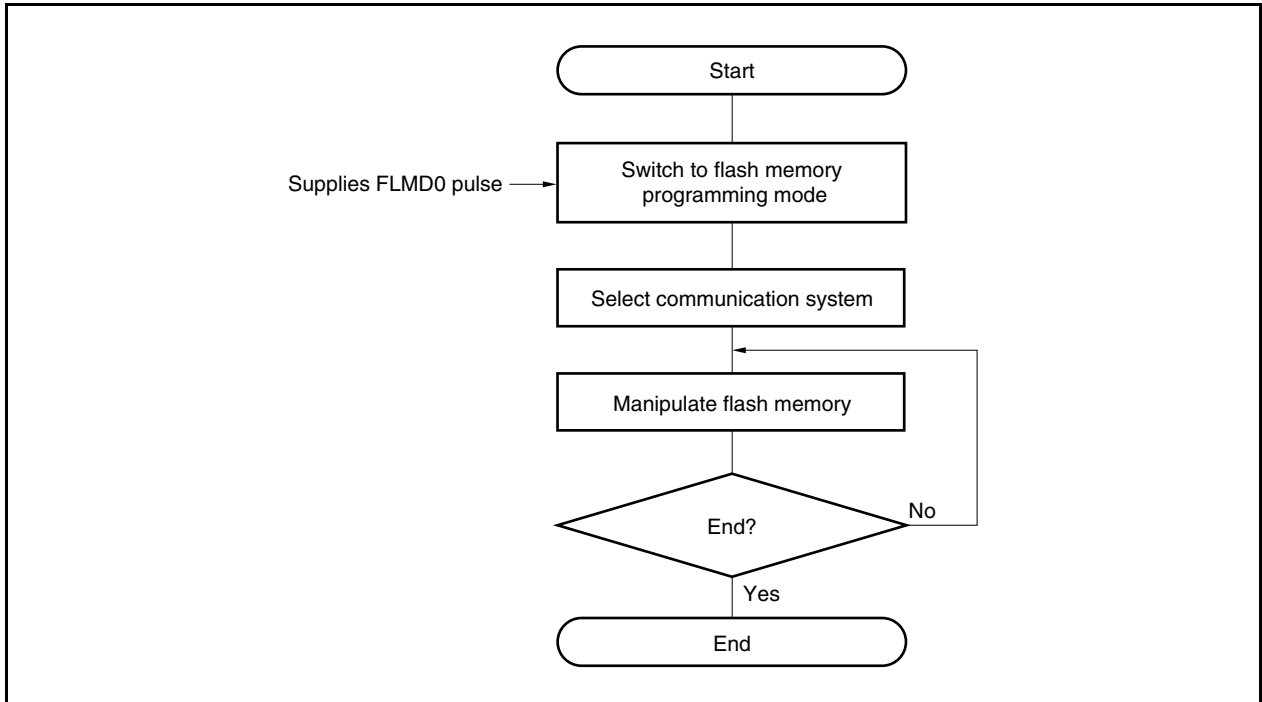 Start
Supplies FLMD0 pulse
Switch to flash memory
programming mode
Select communication system
Manipulate flash memory
End?
No
Yes
End